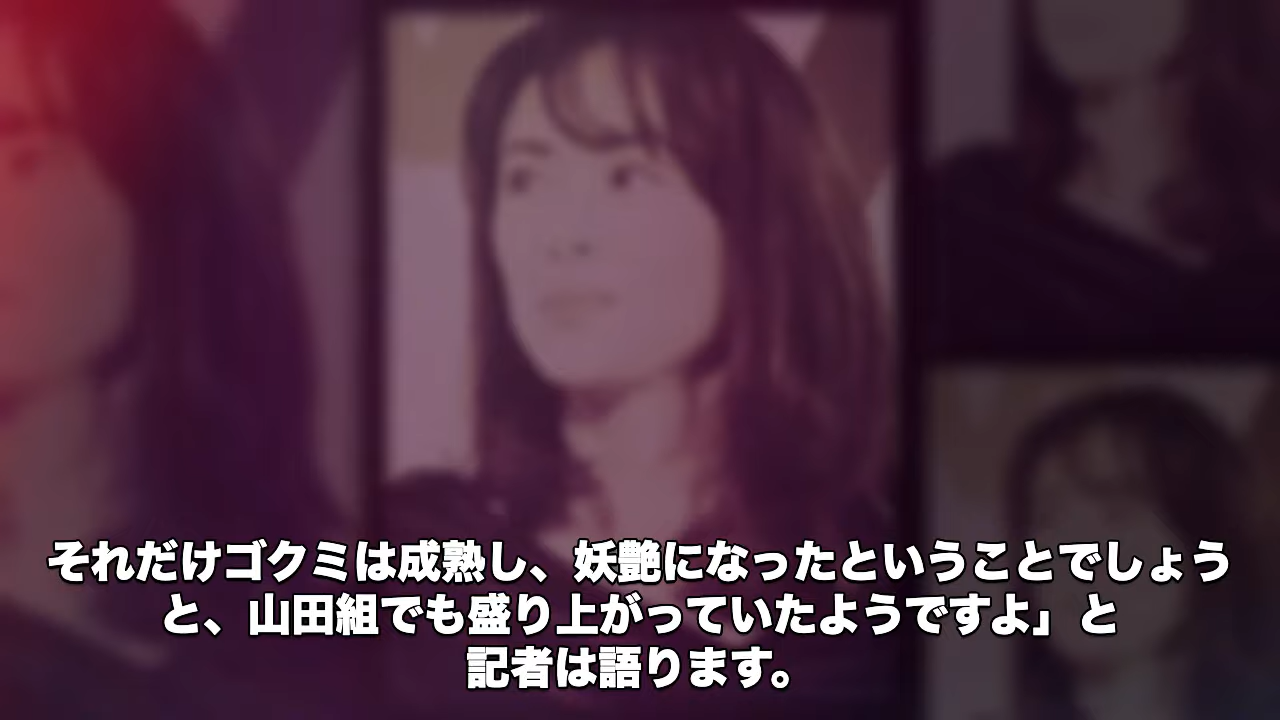 それだけゴクミは成熟し、妖艶になったということでしょう
と、山田組でも盛り上がっていたようですよ」と
記者は語ります。